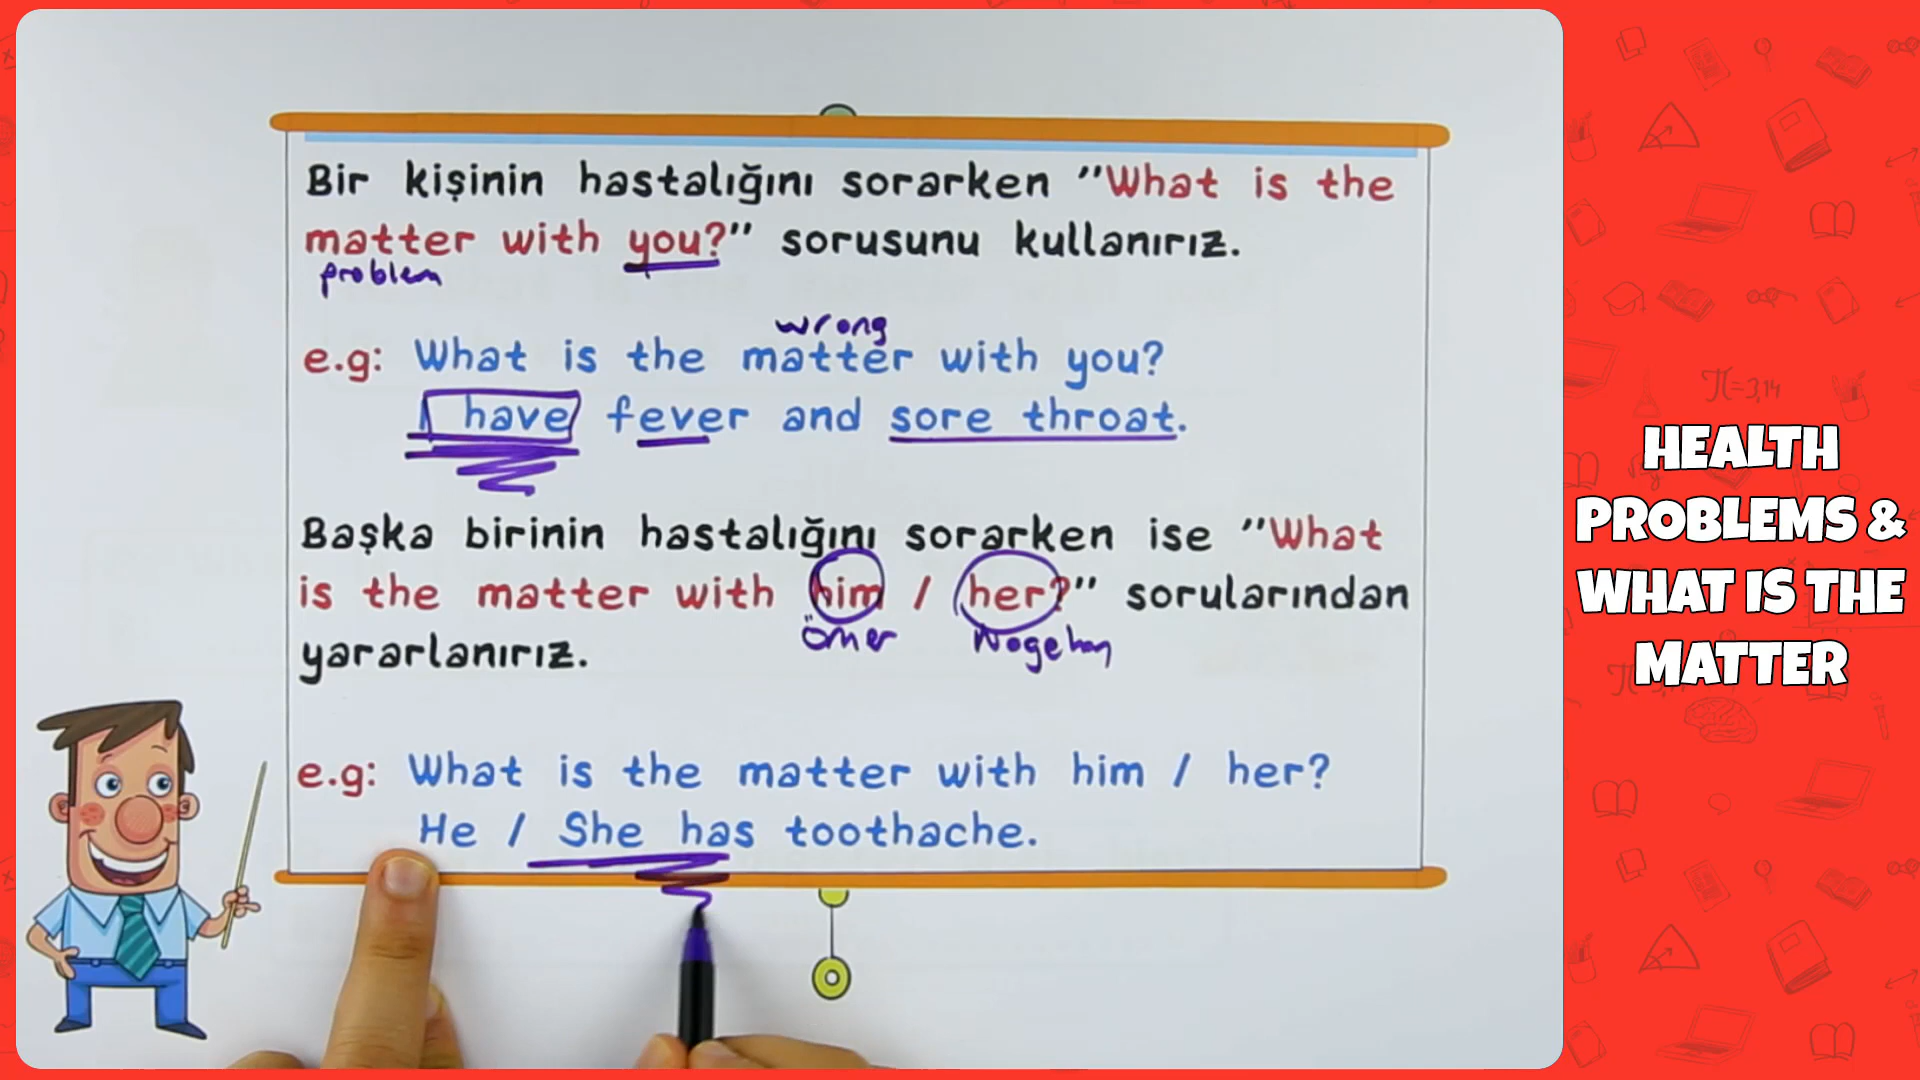 Bir kişinin hastalığını sorarken "What is the
matter with you?" sorusunu kullanırız.
problem
wrong
e.g: What is the matter with you?
I have fever and sore throat.
Başka birinin hastalığını sorarken ise "What
is the matter with him / her?" sorularından
ömer
yararlanırız.
e.g: What is the matter with him / her?
He / She has toothache.
HEALTH
PROBLEMS &
WHAT IS THE
MATTER
π=3,14